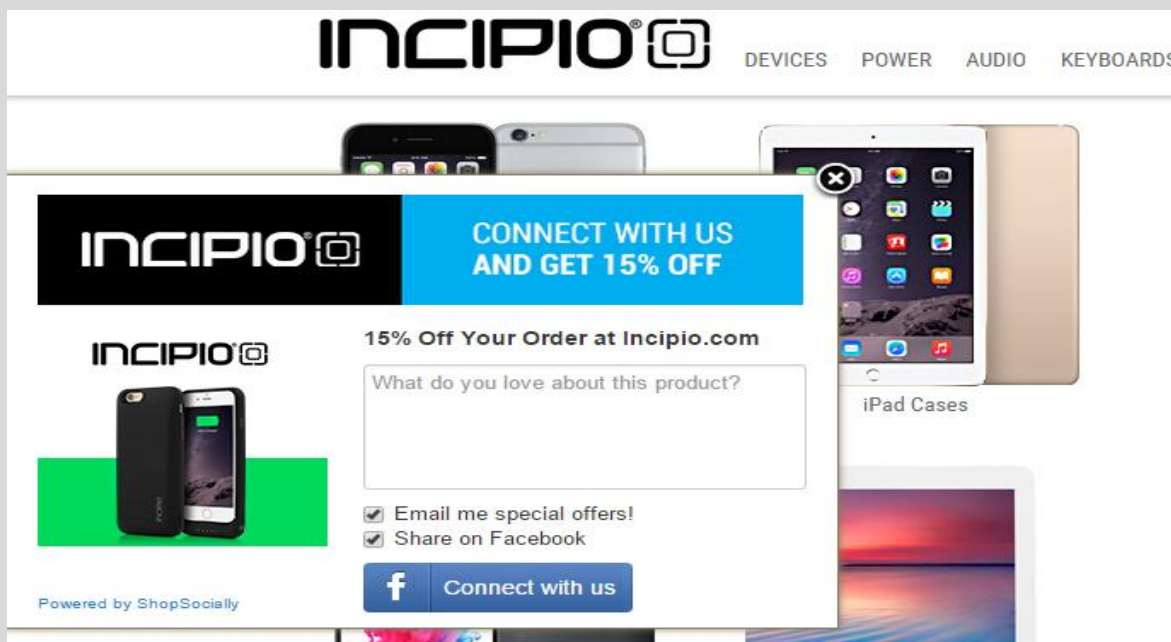 INCIPIO®
DEVICES POWER AUDIO KEYBOARDS
INCIPIO®
CONNECT WITH US
AND GET 15% OFF
INCIPIO®
15% Off Your Order at Incipio.com
What do you love about this product?
Email me special offers!
Share on Facebook
f Connect with us
Powered by ShopSocially
iPad Cases